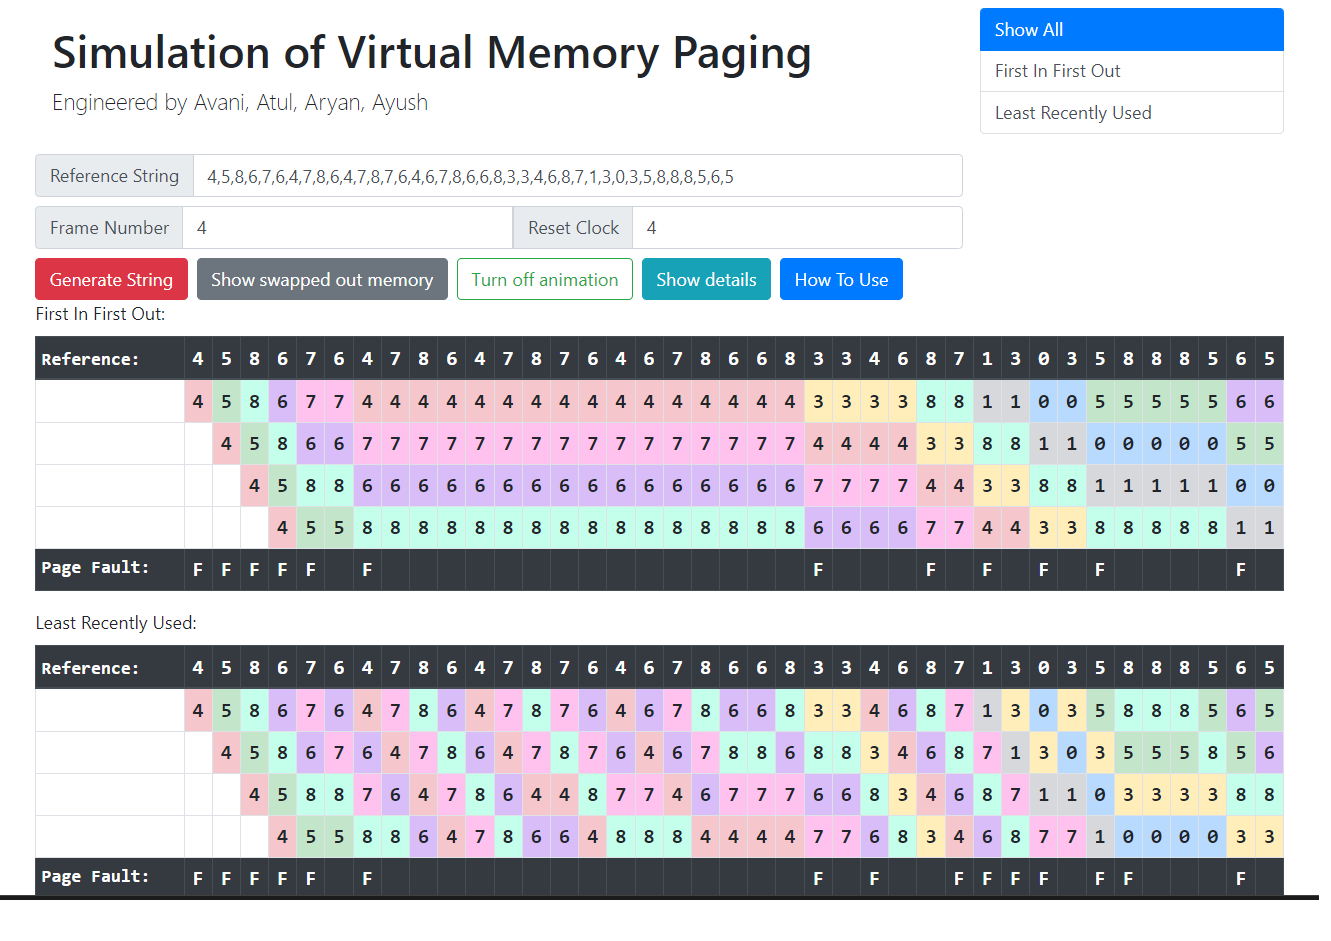 Simulation of Virtual Memory Paging
Engineered by Avani, Atul, Aryan, Ayush
Show All
First In First Out
Least Recently Used
Reference String 4,5,8,6,7,6,4,7,8,6,4,7,8,7,6,4,6,7,8,6,6,8,3,3,4,6,8,7,1,3,0,3,5,8,8,8,5,6,5
Frame Number 4 Reset Clock 4
Generate String Show swapped out memory Turn off animation Show details How To Use
First In First Out:
Reference: 4 5 8 6 7 6 4 7 8 6 4 7 8 7 6 4 6 7 8 6 6 8 3 3 4 6 8 7 1 3 0 3 5 8 8 8 5 6 5
4 5 8 6 7 7 4 4 4 4 4 4 4 4 4 4 4 4 4 4 4 4 3 3 3 3 8 8 1 1 0 0 5 5 5 5 5 6 6
4 5 8 6 6 7 7 7 7 7 7 7 7 7 7 7 7 7 7 7 7 4 4 4 4 3 3 8 8 1 1 0 0 0 0 0 5 5
4 5 8 8 6 6 6 6 6 6 6 6 6 6 6 6 6 6 6 6 7 7 7 7 4 4 3 3 8 8 1 1 1 1 1 0 0
4 5 5 8 8 8 8 8 8 8 8 8 8 8 8 8 8 8 8 6 6 6 6 7 7 4 4 3 3 8 8 8 8 8 1 1
Page Fault: F F F F F F F F F F F F
Least Recently Used:
Reference: 4 5 8 6 7 6 4 7 8 6 4 7 8 7 6 4 6 7 8 6 6 8 3 3 4 6 8 7 1 3 0 3 5 8 8 8 5 6 5
4 5 8 6 7 6 4 7 8 6 4 7 8 7 6 4 6 7 8 6 6 8 3 3 4 6 8 7 1 3 0 3 5 8 8 8 5 6 5
4 5 8 6 7 6 4 7 8 6 4 7 8 7 6 4 6 7 8 8 6 8 8 3 4 6 8 7 1 3 0 3 5 5 5 8 5 6
4 5 8 8 7 6 4 7 8 6 4 4 8 7 7 4 6 7 7 7 6 6 8 3 4 6 8 7 1 1 0 3 3 3 3 8 8
4 5 5 8 8 6 4 7 8 6 6 4 8 8 8 4 4 4 4 7 7 6 8 3 4 6 8 7 7 1 0 0 0 0 3 3
Page Fault: F F F F F F F F F F F F F F F